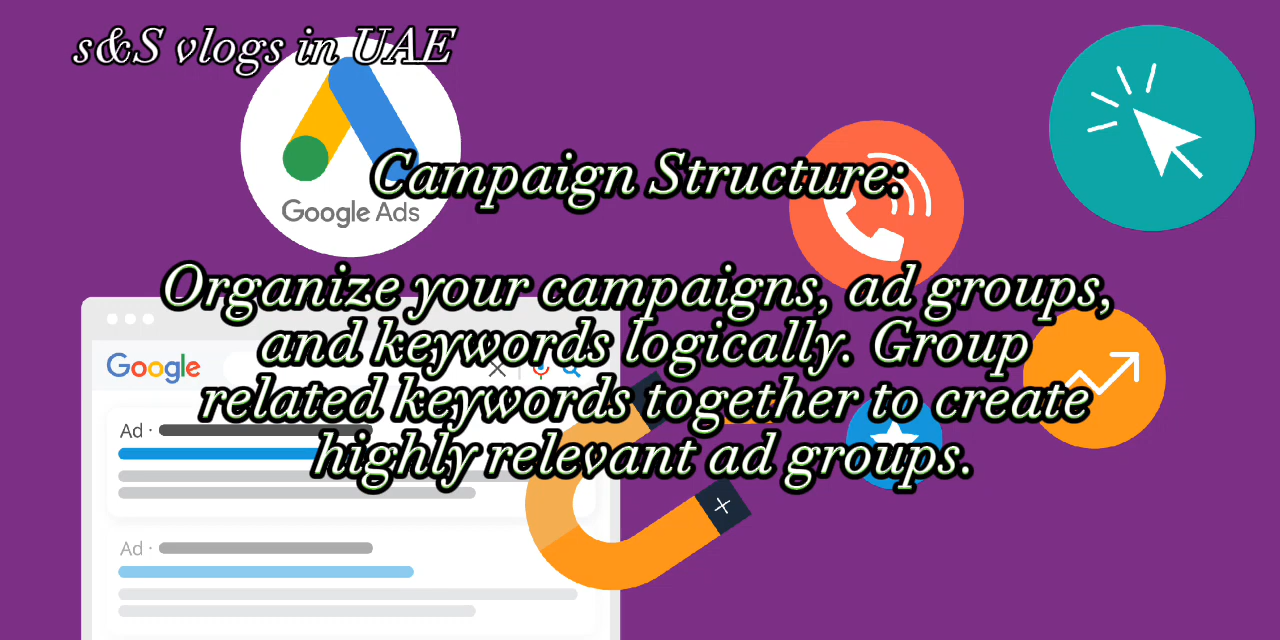 s&S vlogs in UAE
Google Ads
Campaign Structure:
Organize your campaigns, ad groups,
and keywords logically. Group
related keywords together to create
highly relevant ad groups.
Google
Ad ·
Ad ·